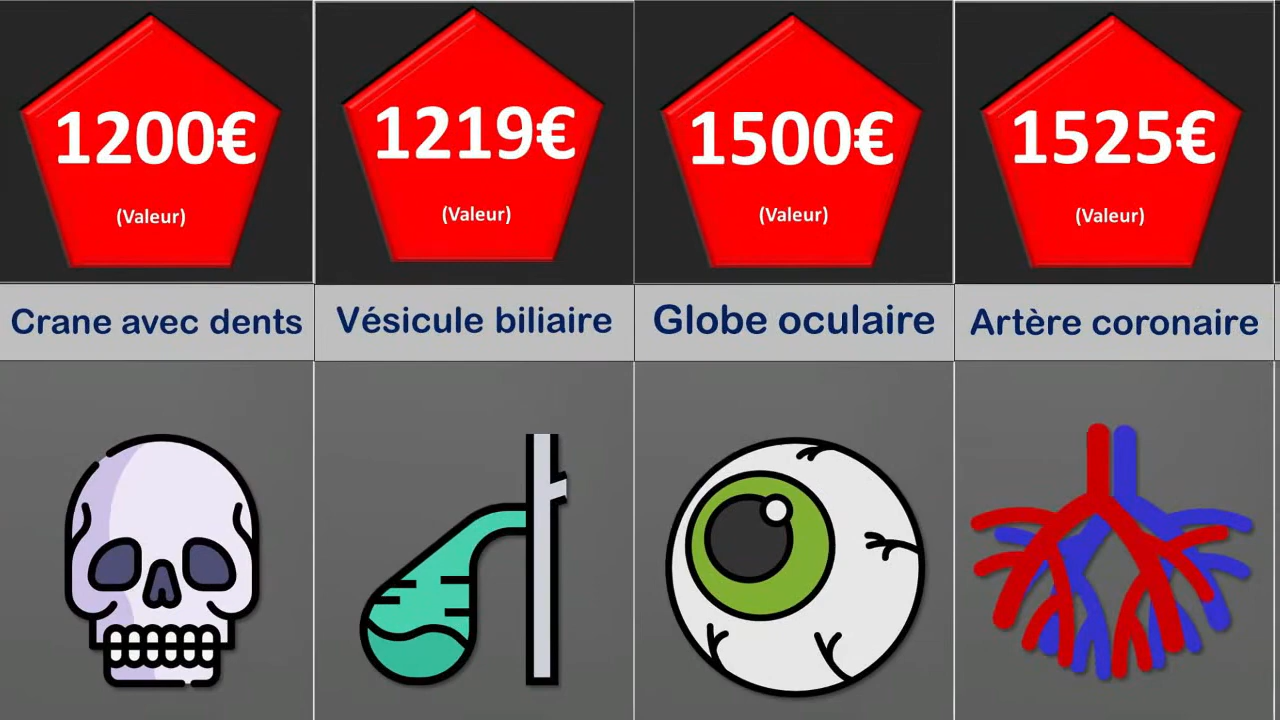 1200€
(Valeur)
Crane avec dents
1219€
(Valeur)
Vésicule biliaire
1500€
(Valeur)
Globe oculaire
1525€
(Valeur)
Artère coronaire